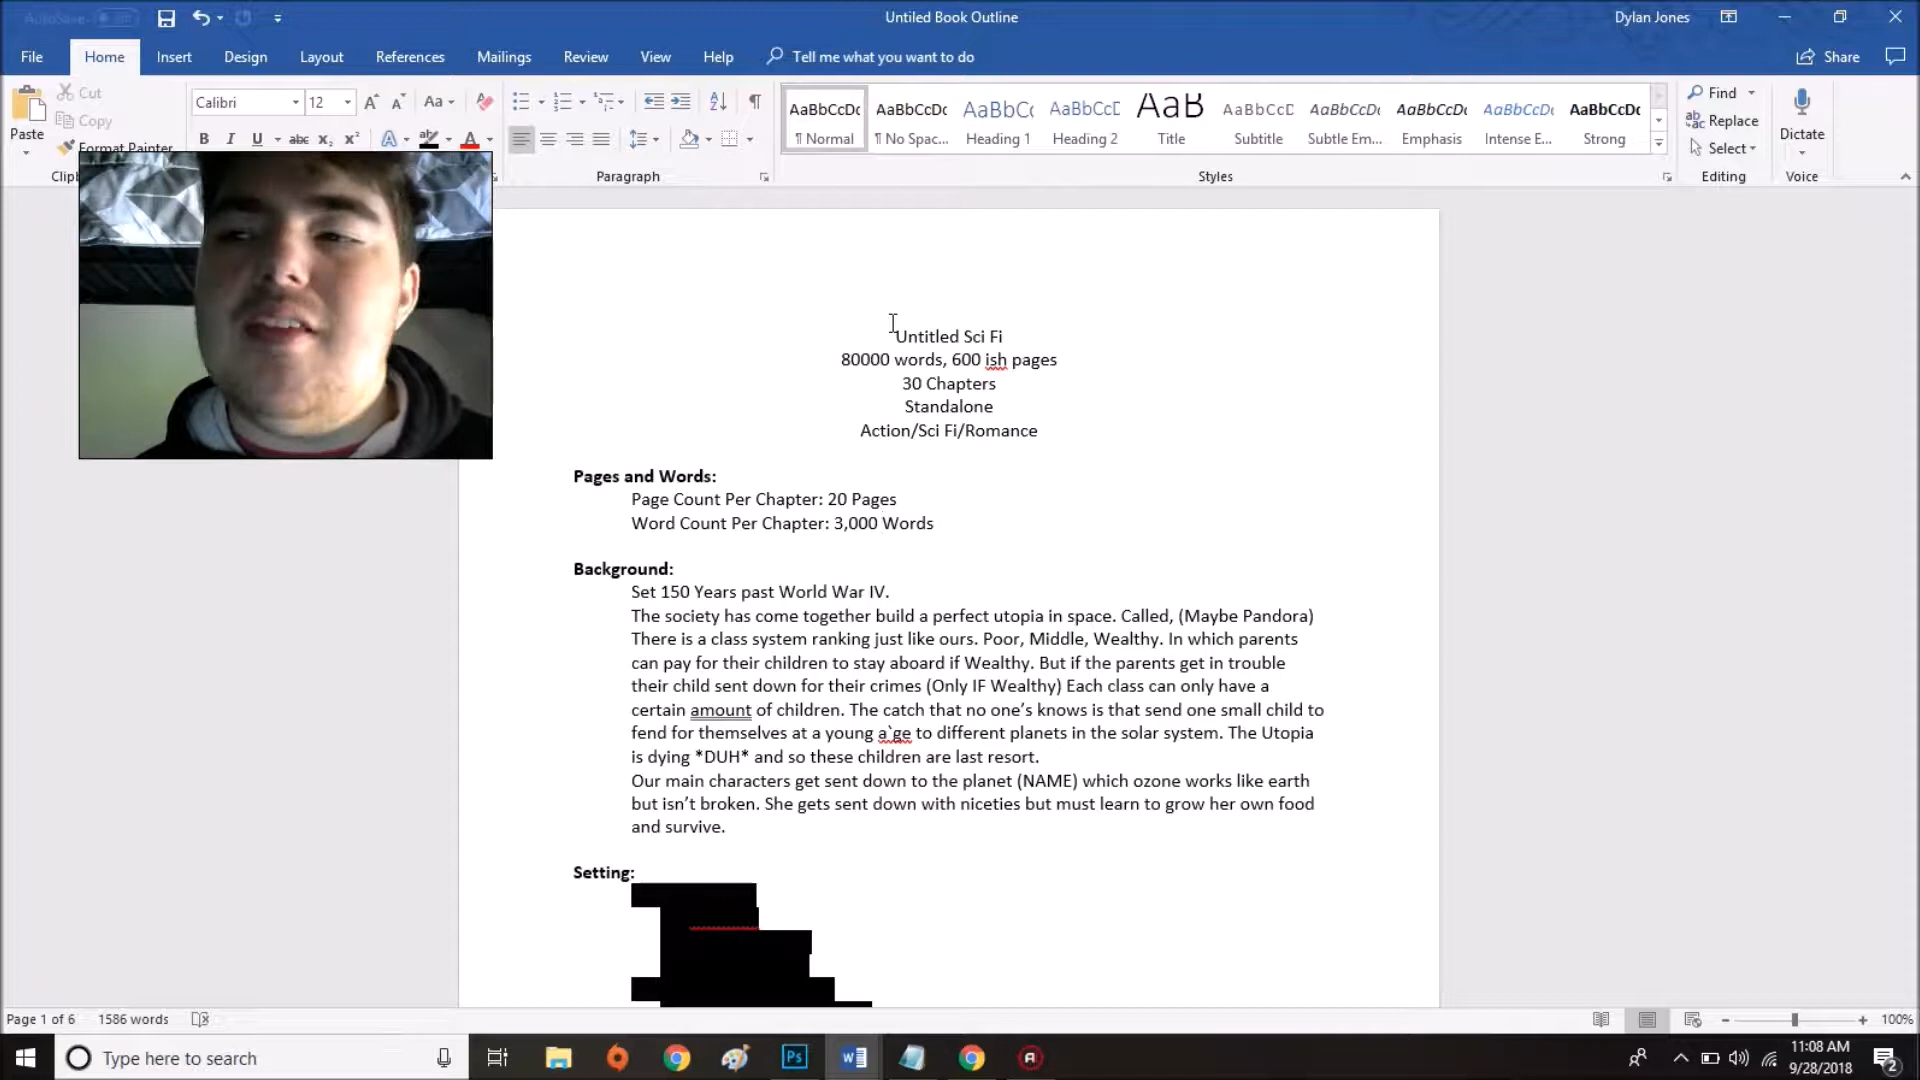 AutoSave
Untiled Book Outline
Dylan Jones
File
Home
Insert
Design
Layout
References
Mailings
Review
View
Help
Tell me what you want to do
Share
Paste
Cut
Copy
Format Painter
Calibri
12
Paragraph
AaBbCcDc
¶ Normal
AaBbCcDc
¶ No Spac...
AaBbCc
Heading 1
AaBbCcE
Heading 2
AaB
Title
AaBbCcD
Subtitle
AaBbCcDc
Subtle Em...
AaBbCcDc
Emphasis
AaBbCcDc
Intense E...
AaBbCcDc
Strong
Styles
Find
Replace
Select
Editing
Dictate
Voice
Untitled Sci Fi
80000 words, 600 ish pages
30 Chapters
Standalone
Action/Sci Fi/Romance
Pages and Words:
Page Count Per Chapter: 20 Pages
Word Count Per Chapter: 3,000 Words
Background:
Set 150 Years past World War IV.
The society has come together build a perfect utopia in space. Called, (Maybe Pandora)
There is a class system ranking just like ours. Poor, Middle, Wealthy. In which parents
can pay for their children to stay aboard if Wealthy. But if the parents get in trouble
their child sent down for their crimes (Only IF Wealthy) Each class can only have a
certain amount of children. The catch that no one’s knows is that send one small child to
fend for themselves at a young a`ge to different planets in the solar system. The Utopia
is dying *DUH* and so these children are last resort.
Our main characters get sent down to the planet (NAME) which ozone works like earth
but isn’t broken. She gets sent down with niceties but must learn to grow her own food
and survive.
Setting:
Page 1 of 6
1586 words
100%
Type here to search
11:08 AM
9/28/2018
2